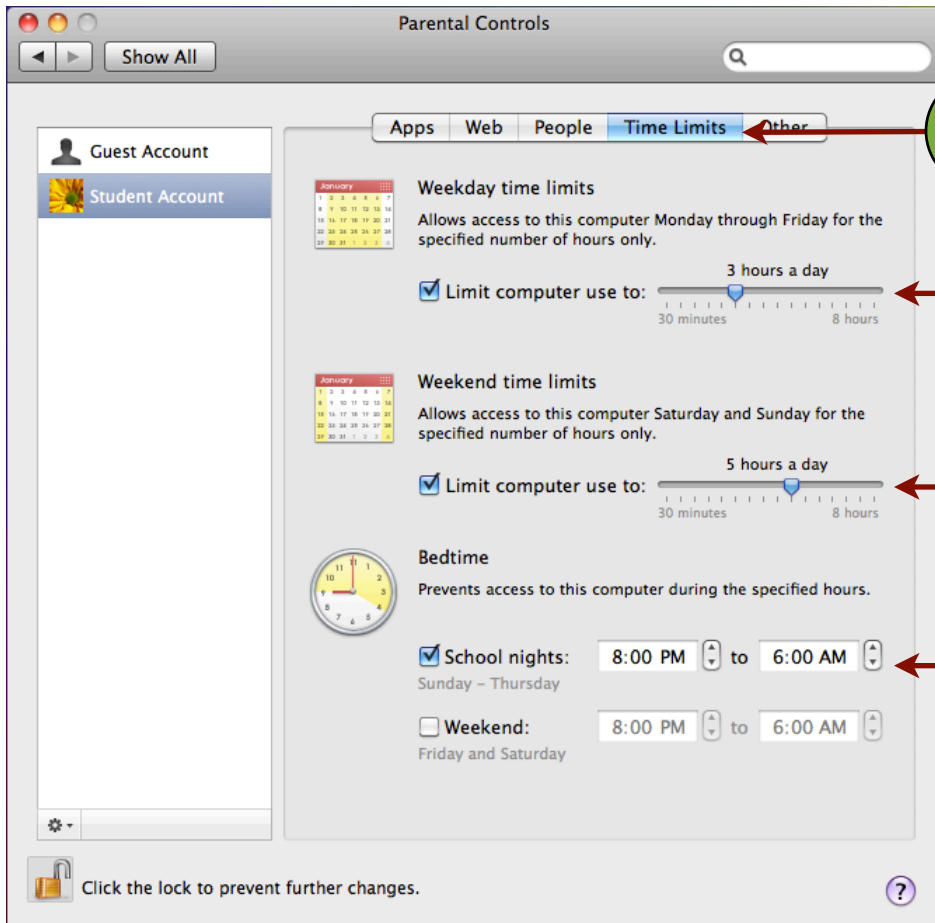 Parental Controls
Show All
Apps Web People Time Limits Other
Guest Account
Student Account
January
Weekday time limits
Allows access to this computer Monday through Friday for the
specified number of hours only.
3 hours a day
Limit computer use to:
30 minutes 8 hours
January
Weekend time limits
Allows access to this computer Saturday and Sunday for the
specified number of hours only.
5 hours a day
Limit computer use to:
30 minutes 8 hours
Bedtime
Prevents access to this computer during the specified hours.
School nights: 8:00 PM to 6:00 AM
Sunday – Thursday
Weekend: 8:00 PM to 6:00 AM
Friday and Saturday
Click the lock to prevent further changes.
?